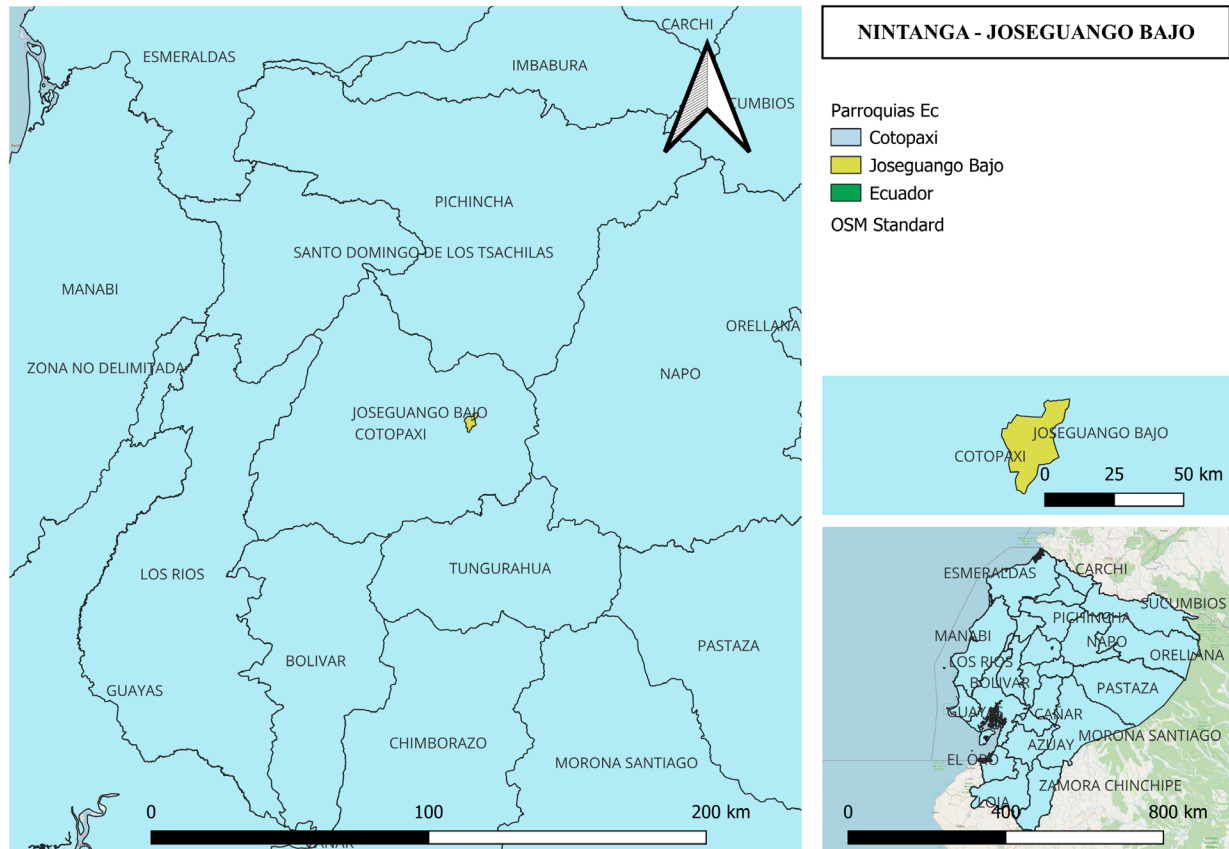 CARCHI
ESMERALDAS
IMBABURA
CUMBIOS
PICHINCHA
SANTO DOMINGO DE LOS TSACHILAS
MANABI
ORELLANA
ZONA NO DELIMITADA
NAPO
JOSEGUANGO BAJO
COTOPAXI
TUNGURAHUA
LOS RIOS
PASTAZA
BOLIVAR
GUAYAS
CHIMBORAZO
MORONA SANTIAGO
0 100 200 km
NINTANGA - JOSEGUANGO BAJO
Parroquias Ec
Cotopaxi
Joseguango Bajo
Ecuador
OSM Standard
JOSEGUANGO BAJO
COTOPAXI
0 25 50 km
CARCHI
ESMERALDAS
SUCUMBIOS
PICHINCHA
MANABI
NAPO
ORELLANA
LOS RIOS
BOLIVAR
PASTAZA
GUAYAS
CAÑAR
MORONA SANTIAGO
AZUAY
EL ORO
ZAMORA CHINCHIPE
LOJA
0 400 800 km